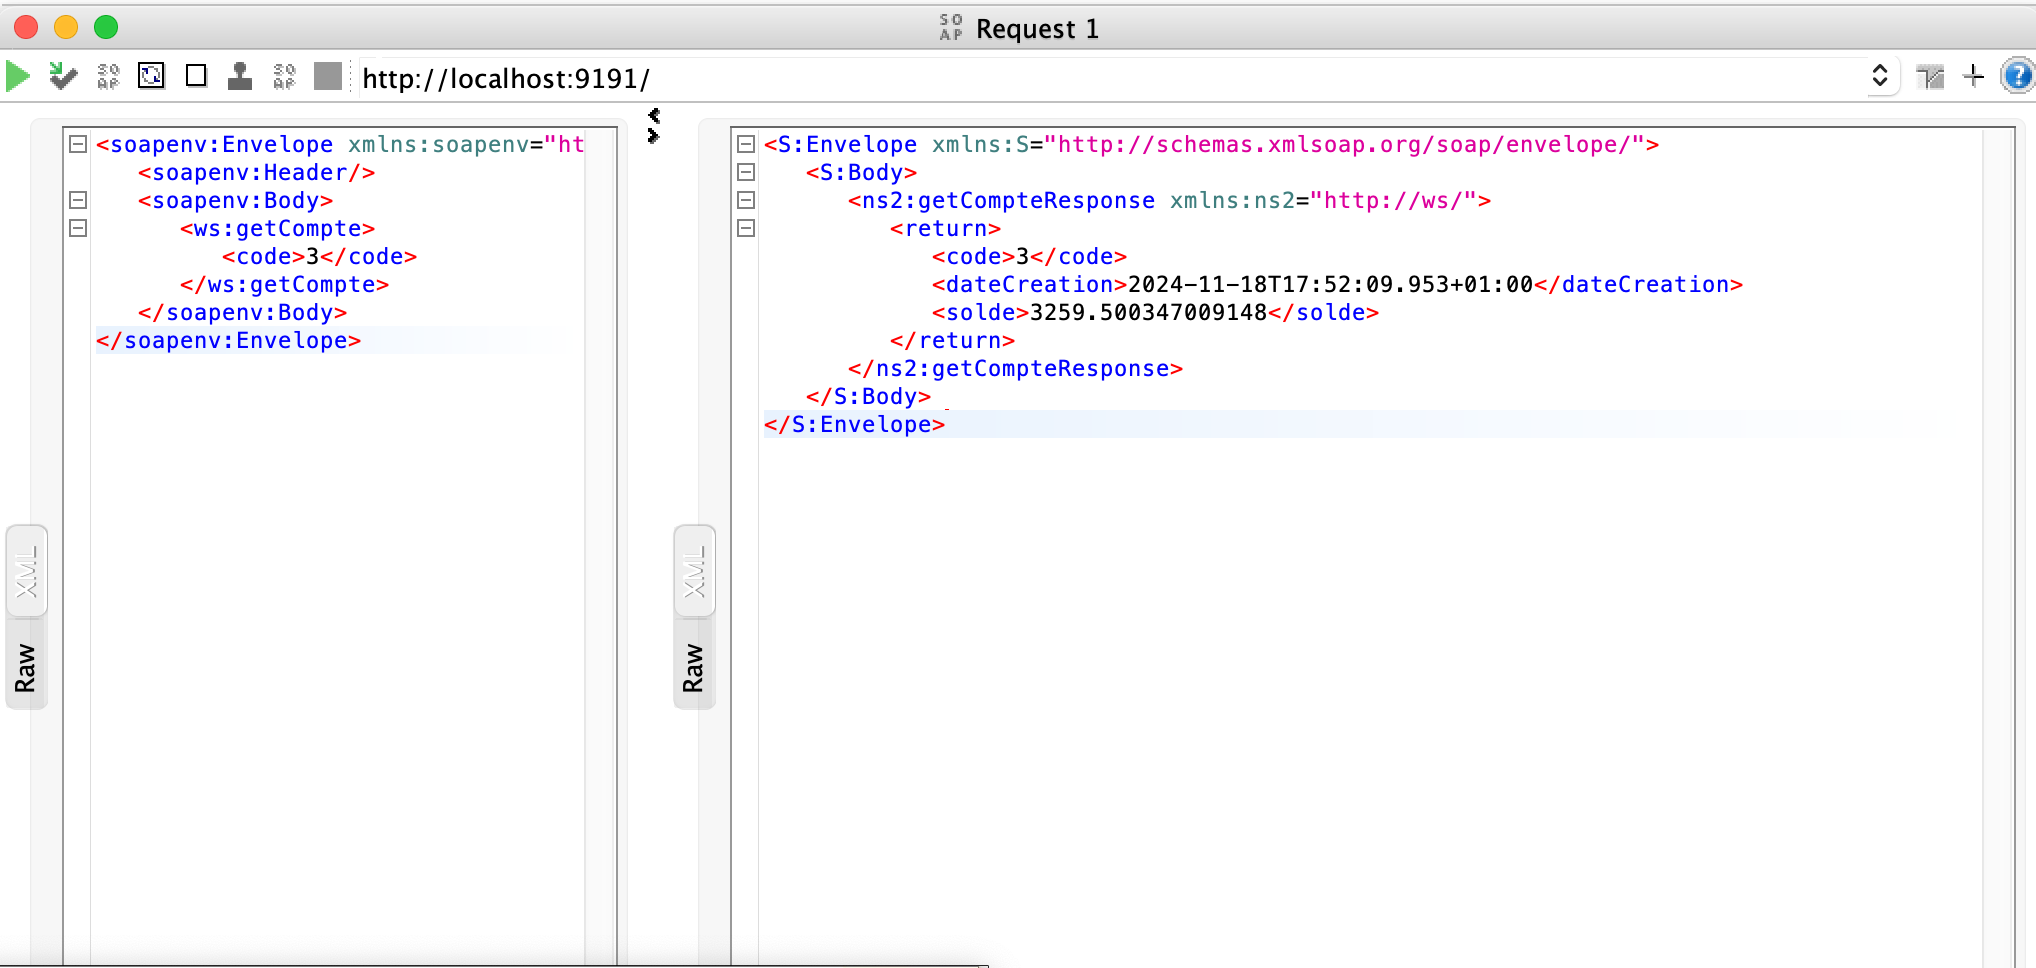 SO
AP Request 1
http://localhost:9191/
<soapenv:Envelope xmlns:soapenv="ht
<soapenv:Header/>
<soapenv:Body>
<ws:getCompte>
<code>3</code>
</ws:getCompte>
</soapenv:Body>
</soapenv:Envelope>
XML
Raw
<S:Envelope xmlns:S="http://schemas.xmlsoap.org/soap/envelope/">
<S:Body>
<ns2:getCompteResponse xmlns:ns2="http://ws/">
<return>
<code>3</code>
<dateCreation>2024-11-18T17:52:09.953+01:00</dateCreation>
<solde>3259.500347009148</solde>
</return>
</ns2:getCompteResponse>
</S:Body>
</S:Envelope>
XML
Raw